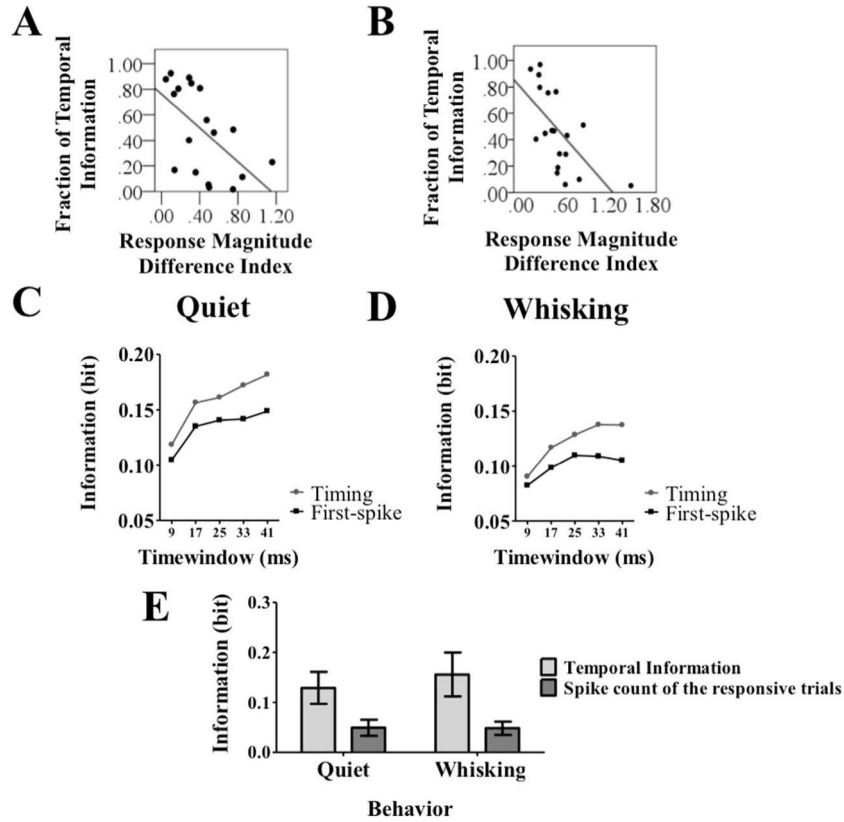 A
Fraction of Temporal
Information
1.00
.80
.60
.40
.20
.00
.00 .40 .80 1.20
Response Magnitude
Difference Index
B
Fraction of Temporal
Information
1.00
.80
.60
.40
.20
.00
.00 .60 1.20 1.80
Response Magnitude
Difference Index
C
Quiet
Information (bit)
0.20
0.15
0.10
0.05
9 17 25 33 41
Timewindow (ms)
Timing
First-spike
D
Whisking
Information (bit)
0.20
0.15
0.10
0.05
9 17 25 33 41
Timewindow (ms)
Timing
First-spike
E
Information (bit)
0.3
0.2
0.1
0.0
Quiet Whisking
Behavior
Temporal Information
Spike count of the responsive trials